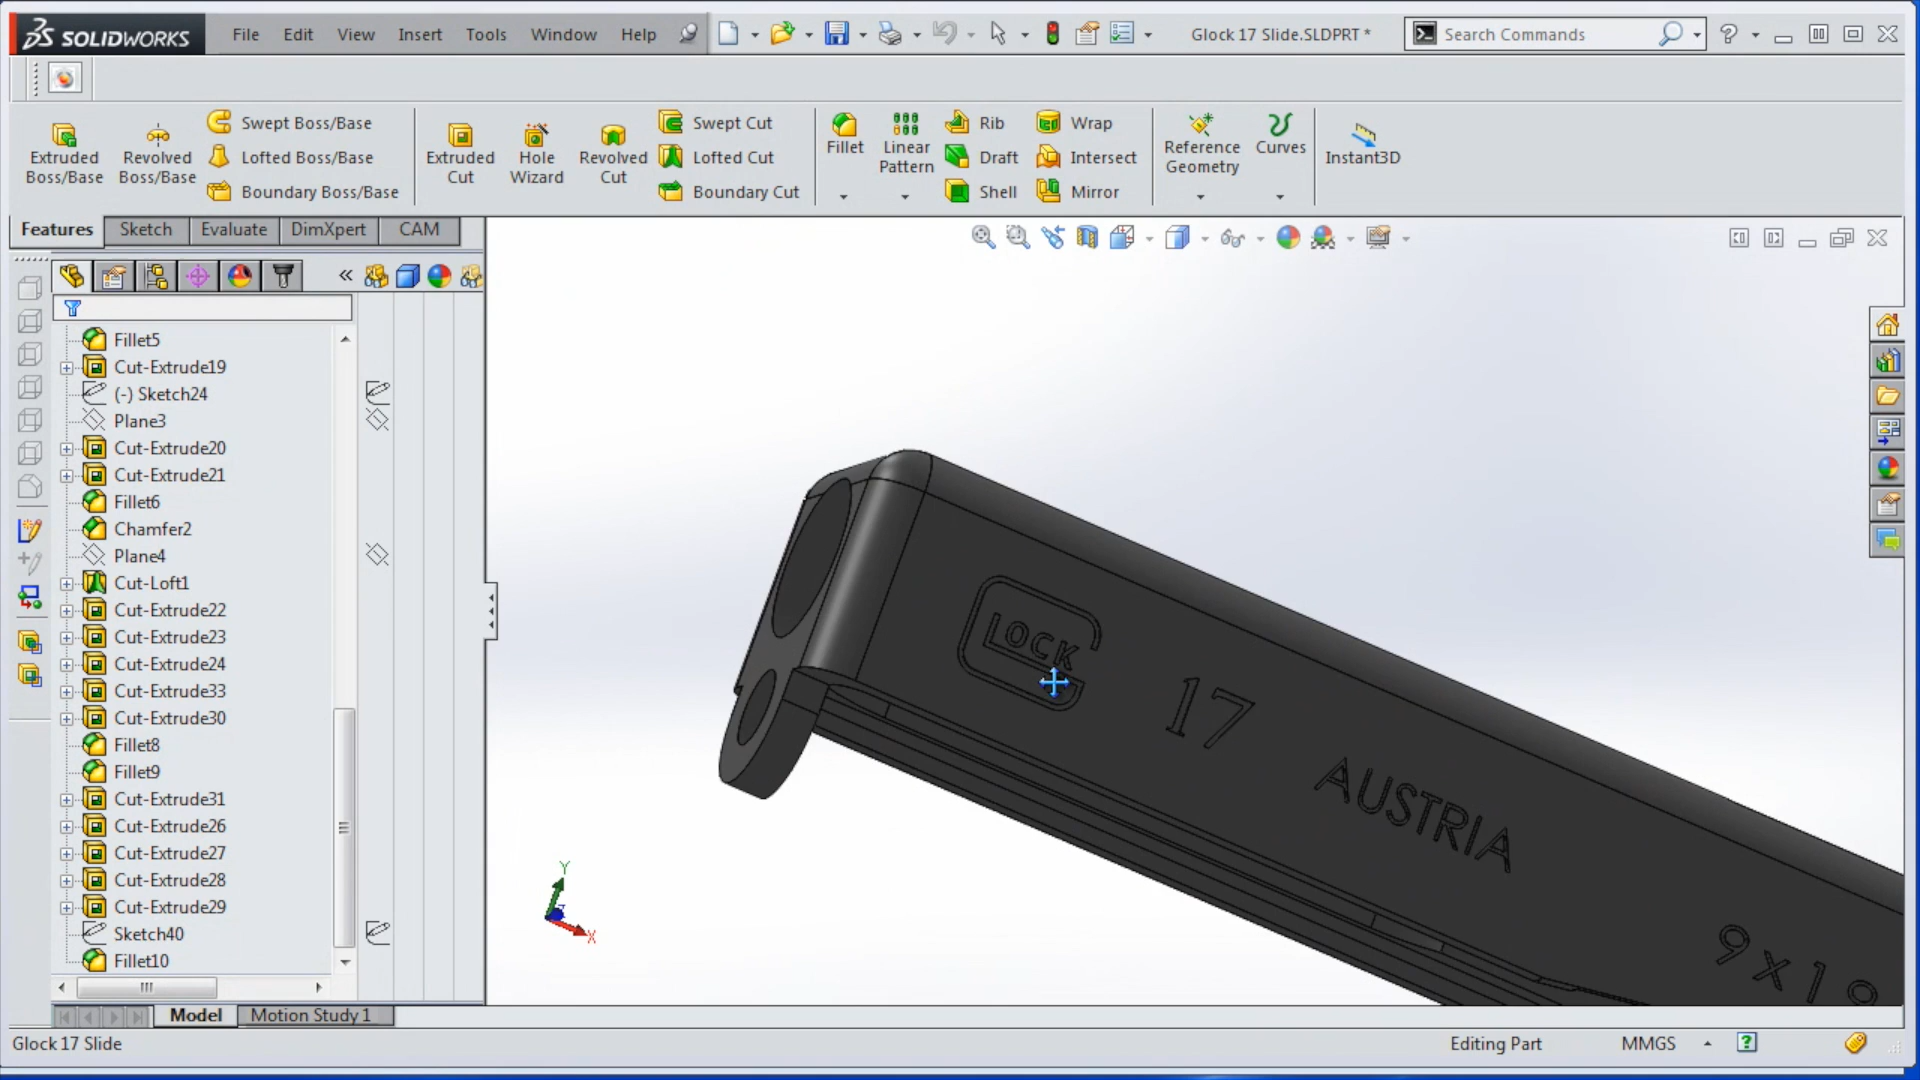 SOLIDWORKS File Edit View Insert Tools Window Help Glock 17 Slide.SLDPRT * Search Commands
Extruded Boss/Base
Revolved Boss/Base
Swept Boss/Base
Lofted Boss/Base
Boundary Boss/Base
Extruded Cut
Hole Wizard
Revolved Cut
Swept Cut
Lofted Cut
Boundary Cut
Fillet
Linear Pattern
Rib
Draft
Shell
Wrap
Intersect
Mirror
Reference Geometry
Curves
Instant3D
Features Sketch Evaluate DimXpert CAM
Fillet5
Cut-Extrude19
(-) Sketch24
Plane3
Cut-Extrude20
Cut-Extrude21
Fillet6
Chamfer2
Plane4
Cut-Loft1
Cut-Extrude22
Cut-Extrude23
Cut-Extrude24
Cut-Extrude33
Cut-Extrude30
Fillet8
Fillet9
Cut-Extrude31
Cut-Extrude26
Cut-Extrude27
Cut-Extrude28
Cut-Extrude29
Sketch40
Fillet10
GLOCK 17 AUSTRIA 9x19
Y
Z
X
Model Motion Study 1
Glock 17 Slide Editing Part MMGS